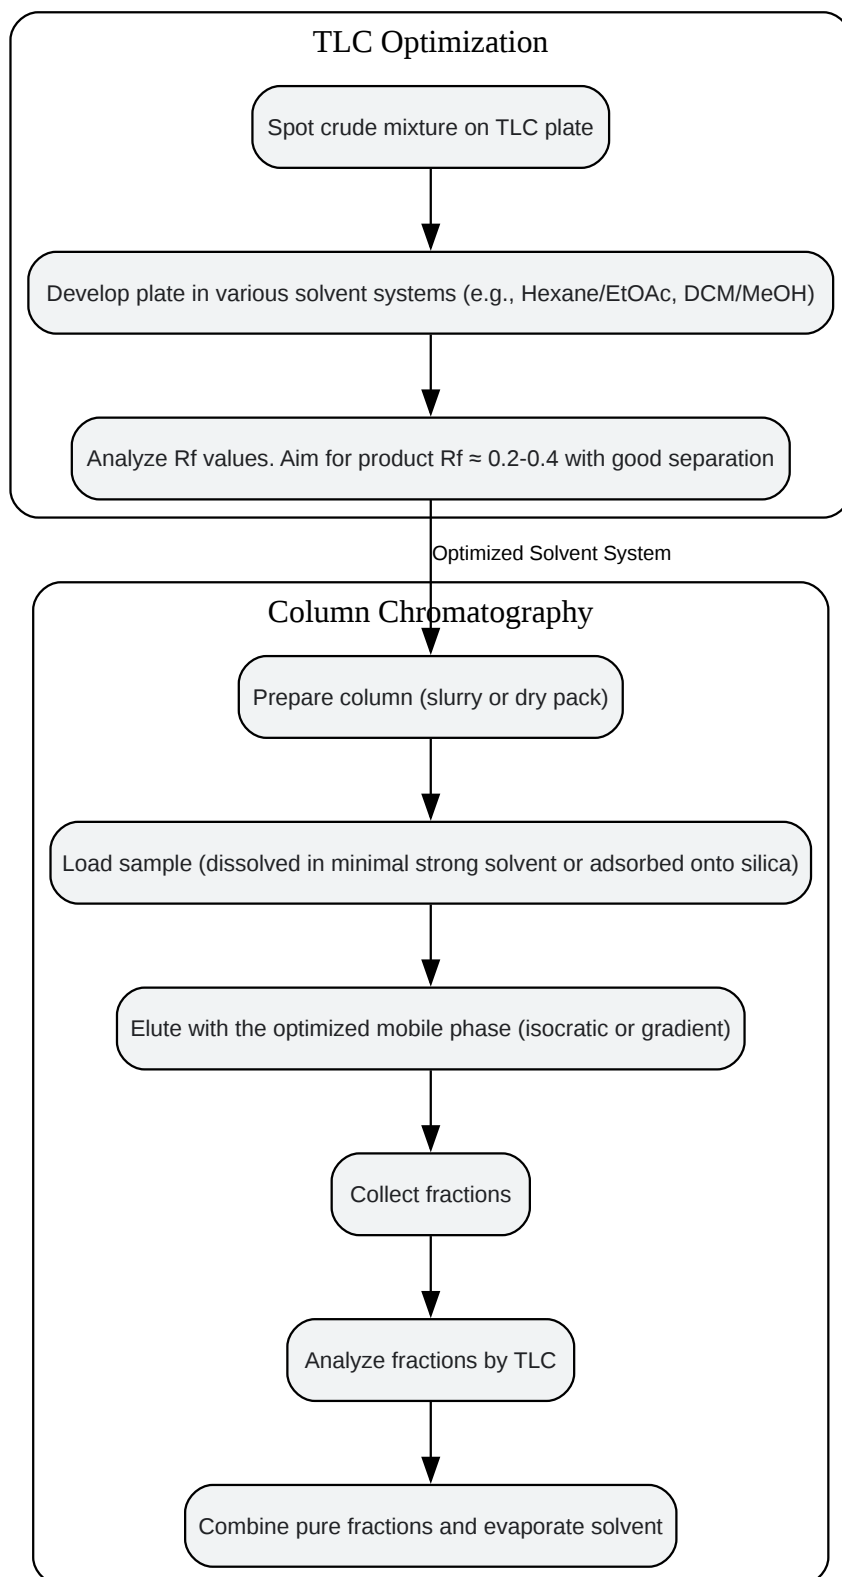 TLC Optimization
Spot crude mixture on TLC plate
Develop plate in various solvent systems (e.g., Hexane/EtOAc, DCM/MeOH)
Analyze Rf values. Aim for product Rf ≈ 0.2-0.4 with good separation
Optimized Solvent System
Column Chromatography
Prepare column (slurry or dry pack)
Load sample (dissolved in minimal strong solvent or adsorbed onto silica)
Elute with the optimized mobile phase (isocratic or gradient)
Collect fractions
Analyze fractions by TLC
Combine pure fractions and evaporate solvent